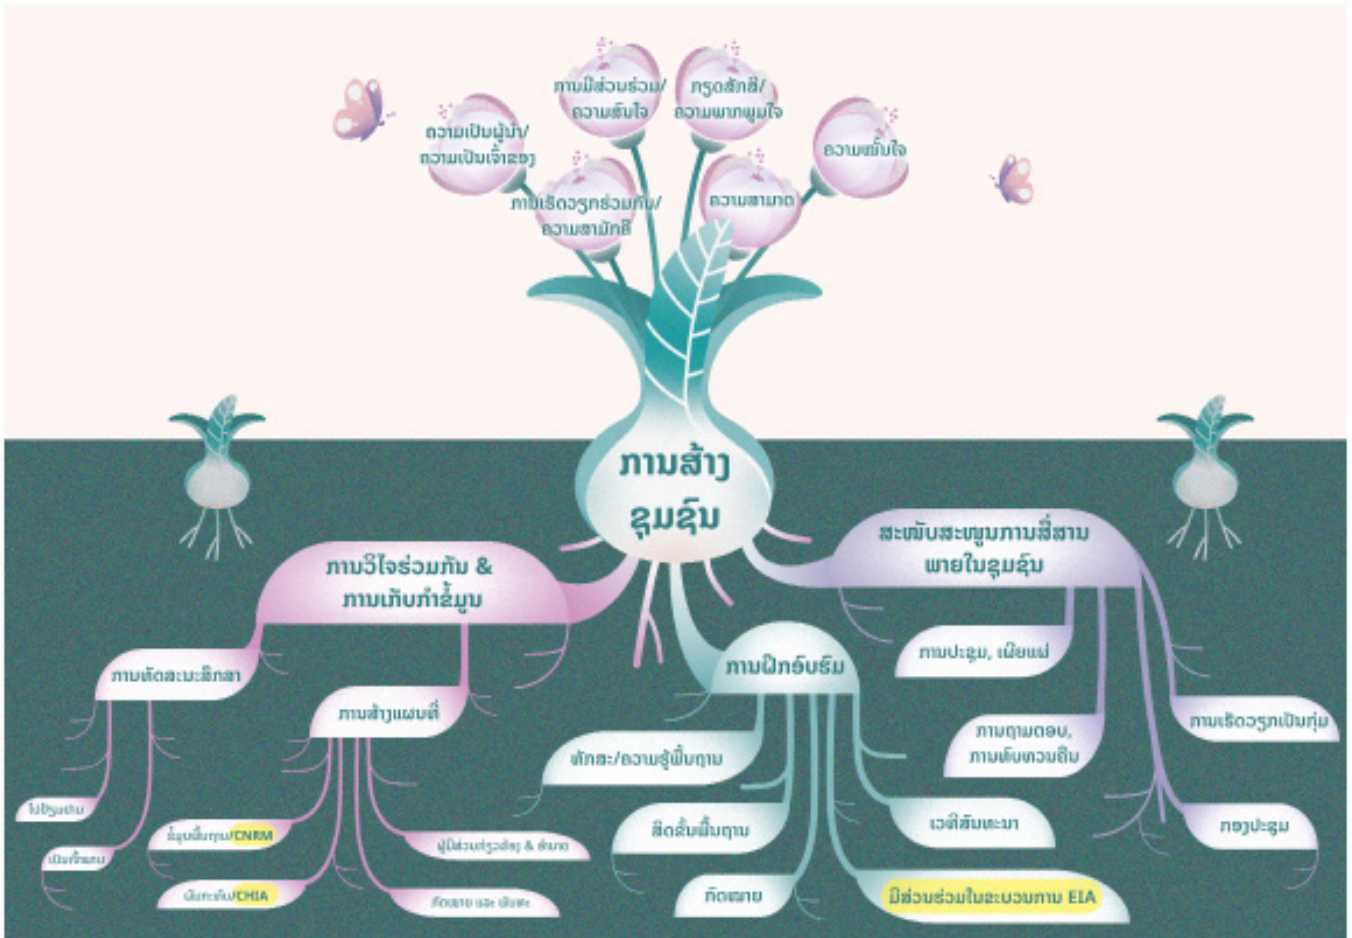 ການມີສ່ວນຮ່ວມ/
ຄວາມສົນໃຈ
ກຽດສັກສີ/
ຄວາມພາກພູມໃຈ
ຄວາມເປັນຜູ້ນໍາ/
ຄວາມເປັນເຈົ້າຂອງ
ຄວາມໝັ້ນໃຈ
ການເຮັດວຽກຮ່ວມກັນ/
ຄວາມສາມັກຄີ
ຄວາມສາມາດ
ການສ້າງ
ຊຸມຊົນ
ການວິໄຈຮ່ວມກັນ &
ການເກັບກໍາຂໍ້ມູນ
ສະໜັບສະໜູນການສື່ສານ
ພາຍໃນຊຸມຊົນ
ການທັດສະນະສຶກສາ
ການສ້າງແຜນທີ່
ການຝຶກອົບຮົມ
ການປະຊຸມ, ເຜີຍແຜ່
ການເຮັດວຽກເປັນກຸ່ມ
ການຖາມຕອບ,
ການທົບທວນຄືນ
ທັກສະ/ຄວາມຮູ້ພື້ນຖານ
ໄປຢ້ຽມຢາມ
ຂໍ້ມູນພື້ນຖານ/CNRM
ຜູ້ມີສ່ວນກ່ຽວຂ້ອງ & ອໍານາດ
ສິດຂັ້ນພື້ນຖານ
ເວທີສົນທະນາ
ກອງປະຊຸມ
ເປັນເຈົ້າພາບ
ຜົນກະທົບ/CHIA
ກົດໝາຍ ແລະ
ກົດໝາຍ
ມີສ່ວນຮ່ວມໃນຂະບວນການ EIA